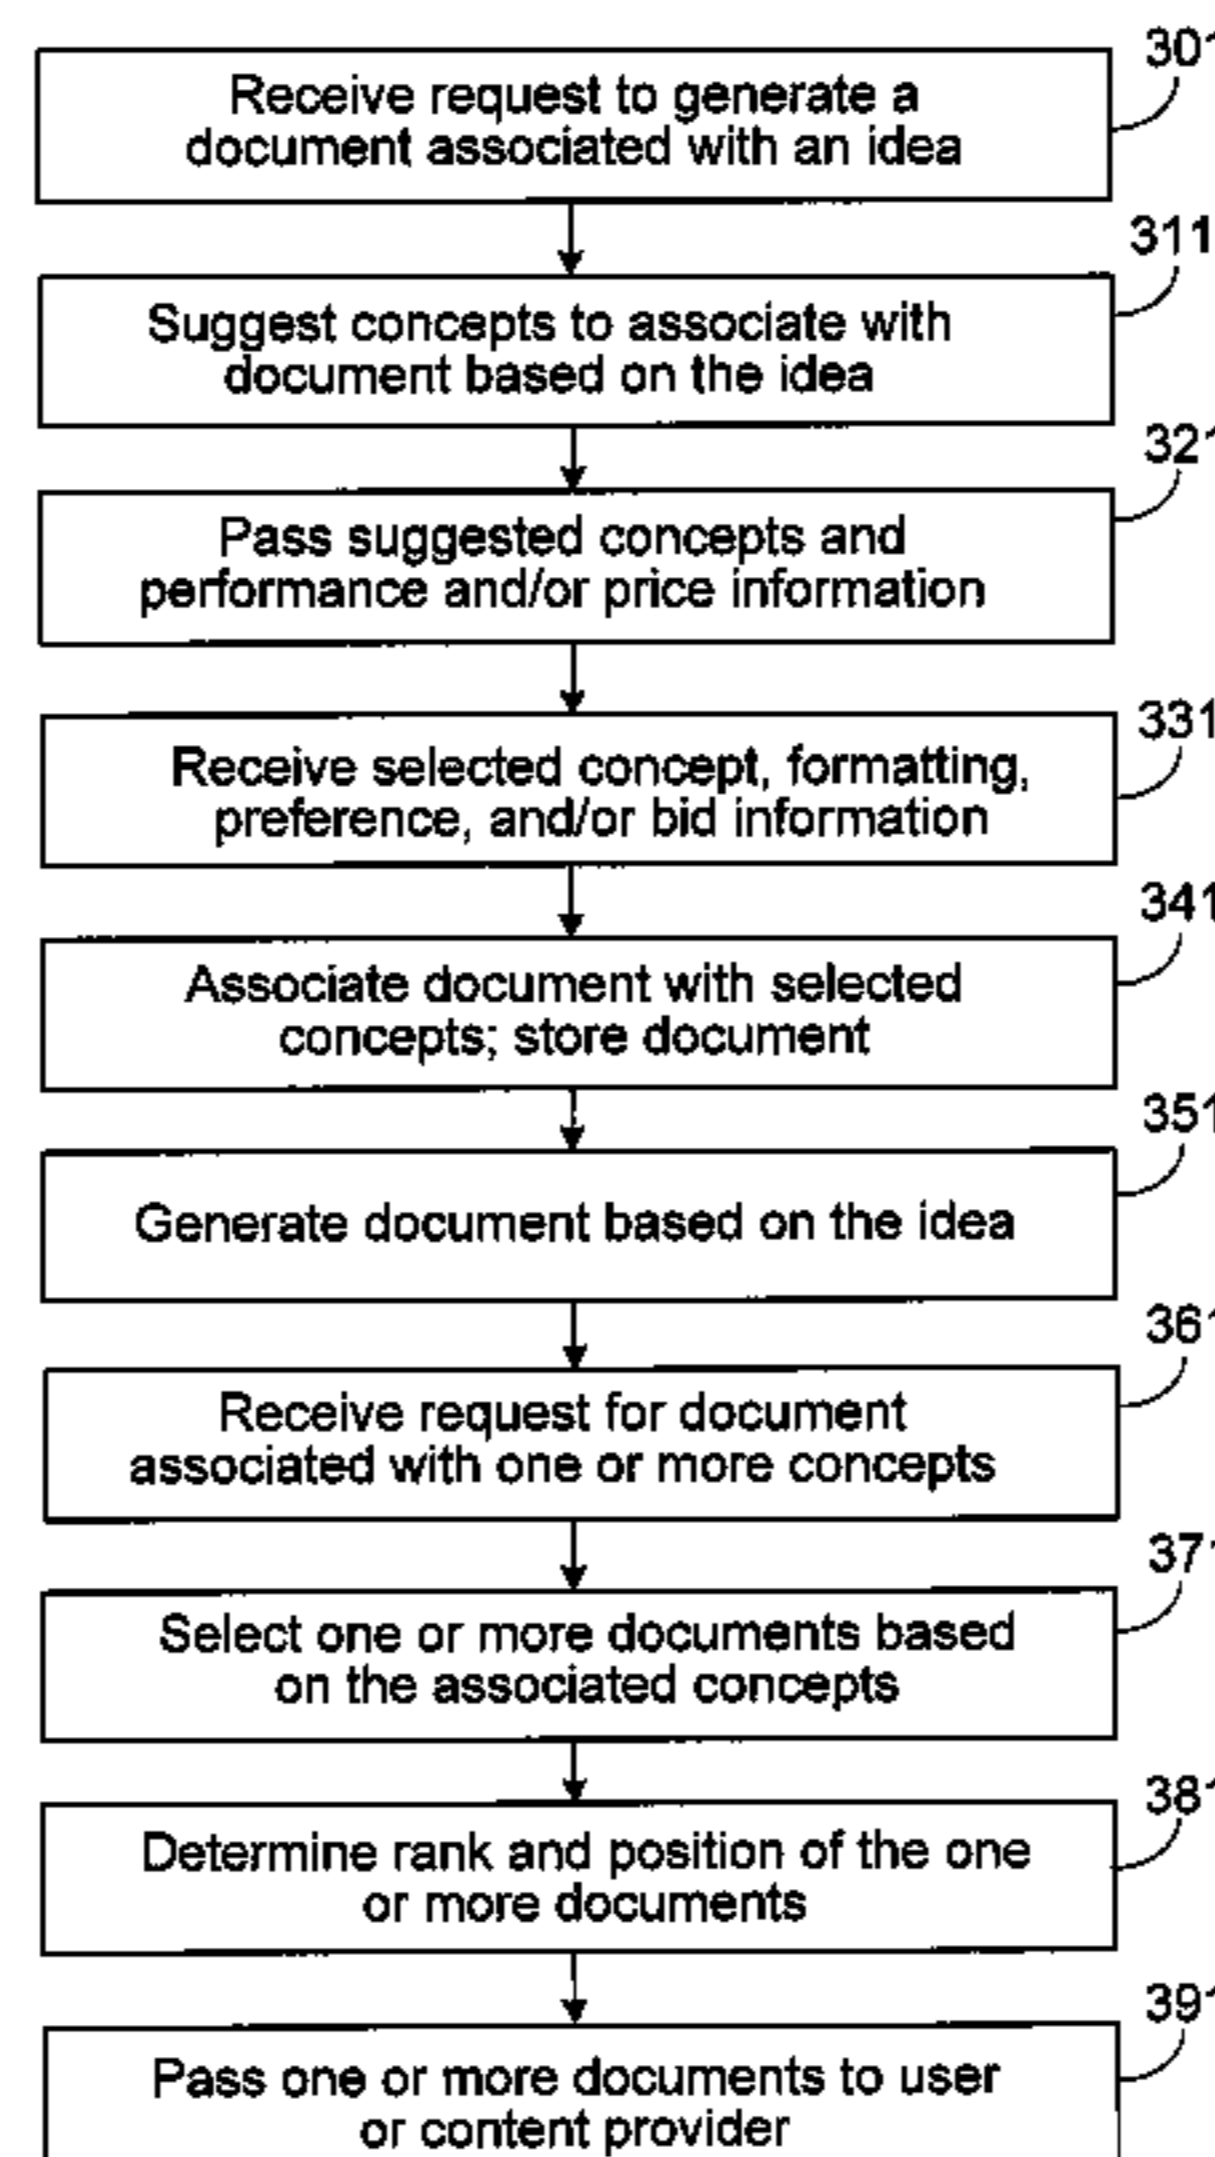 301
Receive request to generate a
document associated with an idea
311
Suggest concepts to associate with
document based on the idea
321
Pass suggested concepts and
performance and/or price information
331
Receive selected concept, formatting,
preference, and/or bid information
341
Associate document with selected
concepts; store document
351
Generate document based on the idea
361
Receive request for document
associated with one or more concepts
371
Select one or more documents based
on the associated concepts
381
Determine rank and position of the one
or more documents
391
Pass one or more documents to user
or content provider